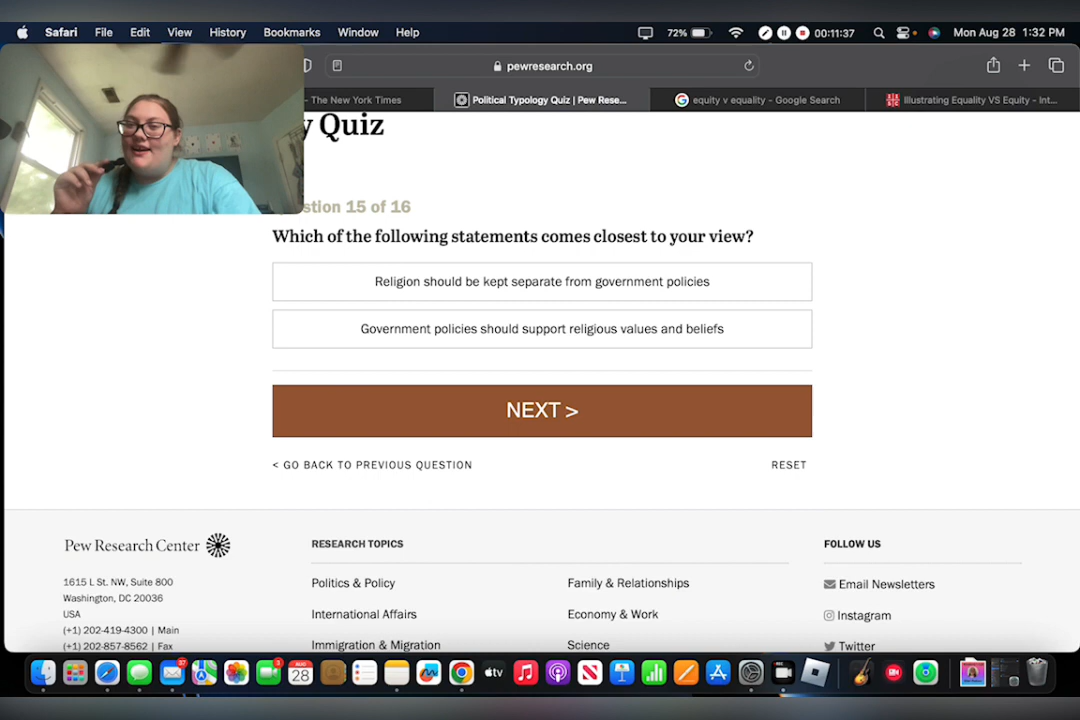 Safari File Edit View History Bookmarks Window Help 72% 00:11:37 Mon Aug 28 1:32 PM
pewresearch.org
- The New York Times Political Typology Quiz | Pew Rese... equity v equality - Google Search Illustrating Equality VS Equity - Int...
y Quiz
stion 15 of 16
Which of the following statements comes closest to your view?
Religion should be kept separate from government policies
Government policies should support religious values and beliefs
NEXT >
< GO BACK TO PREVIOUS QUESTION RESET
Pew Research Center RESEARCH TOPICS FOLLOW US
1615 L St. NW, Suite 800 Politics & Policy Family & Relationships Email Newsletters
Washington, DC 20036
USA International Affairs Economy & Work Instagram
(+1) 202-419-4300 | Main
(+1) 202-857-8562 | Fax Immigration & Migration Science Twitter
37 3 AUG 28 tv